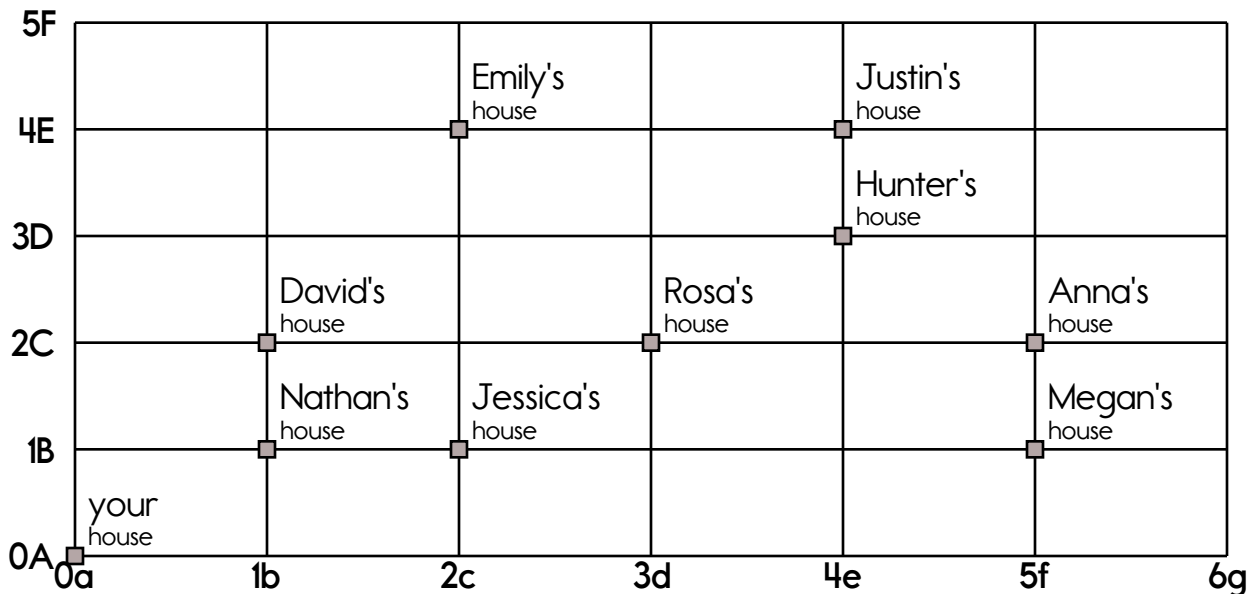 5F
Emily's
house
Justin's
house
4E
Hunter's
house
3D
David's
house
Rosa's
house
Anna's
house
2C
Nathan's
house
Jessica's
house
Megan's
house
1B
your
house
0A
0a 1b 2c 3d 4e 5f 6g